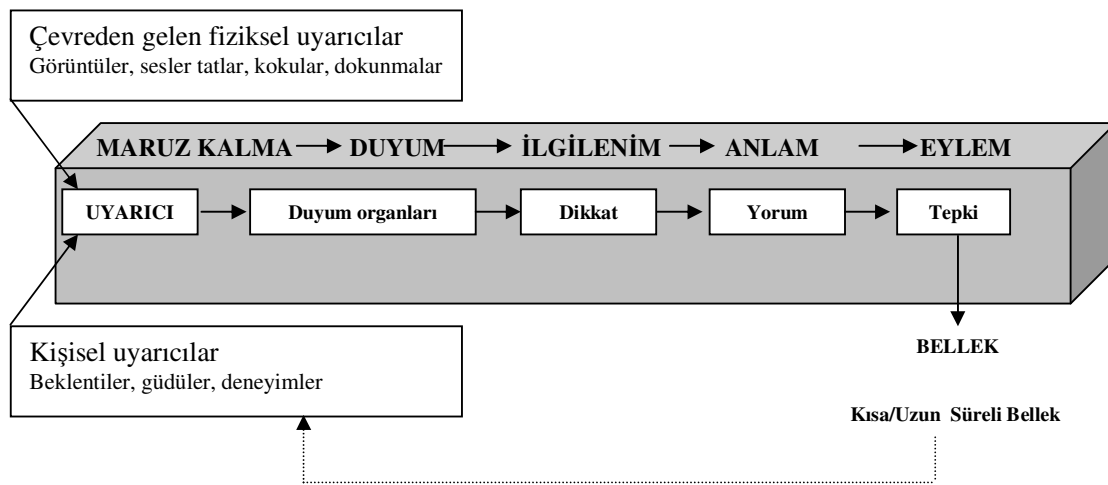 Çevreden gelen fiziksel uyarıcılar
Görüntüler, sesler tatlar, kokular, dokunmalar
MARUZ KALMA DUYUM İLGİLENİM ANLAM EYLEM
UYARICI Duyum organları Dikkat Yorum Tepki
Kişisel uyarıcılar
Beklentiler, güdüler, deneyimler
BELLEK
Kısa/Uzun Süreli Bellek